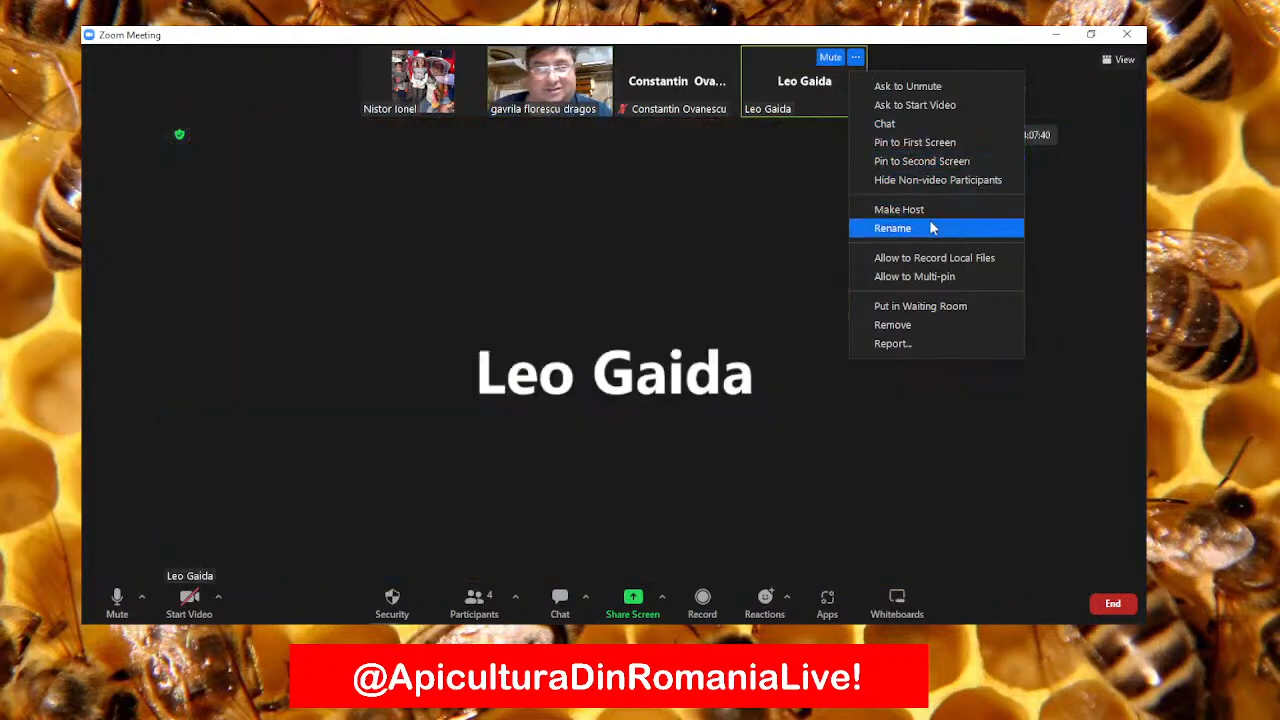 Zoom Meeting
View
Nistor Ionel
gavrila florescu dragos
Constantin Ova...
Constantin Ovanescu
Mute
Leo Gaida
Leo Gaida
Ask to Unmute
Ask to Start Video
Chat
Pin to First Screen
Pin to Second Screen
Hide Non-video Participants
Make Host
Rename
Allow to Record Local Files
Allow to Multi-pin
Put in Waiting Room
Remove
Report...
:07:40
Leo Gaida
Leo Gaida
Mute
Start Video
Security
4
Participants
Chat
Share Screen
Record
Reactions
Apps
Whiteboards
End
@ApiculturaDinRomaniaLive!